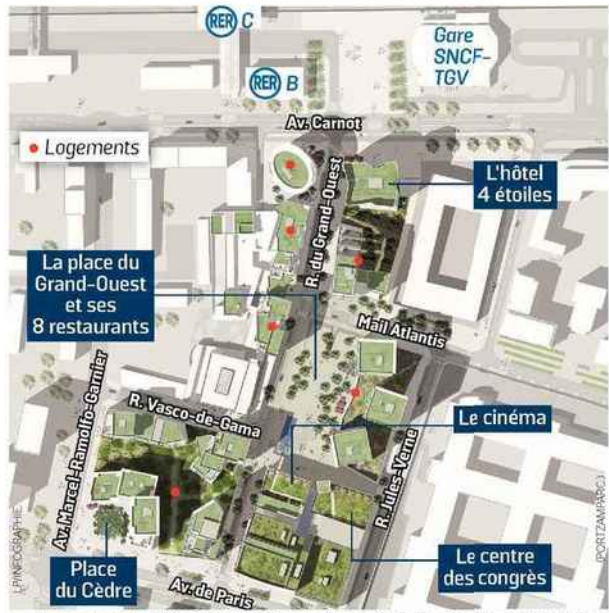 RER C
RER B
Gare
SNCF-
TGV
Av. Carnot
• Logements
R. du Grand-Ouest
L'hôtel
4 étoiles
La place du
Grand-Ouest
et ses
8 restaurants
Mail Atlantis
Av. Marcel-Ramolfo-Garnier
R. Vasco-de-Gama
Le cinéma
R. Jules-Verne
Place
du Cèdre
Av. de Paris
Le centre
des congrès
LP/INFOGRAPHIE
(PORTZAMPARC.)